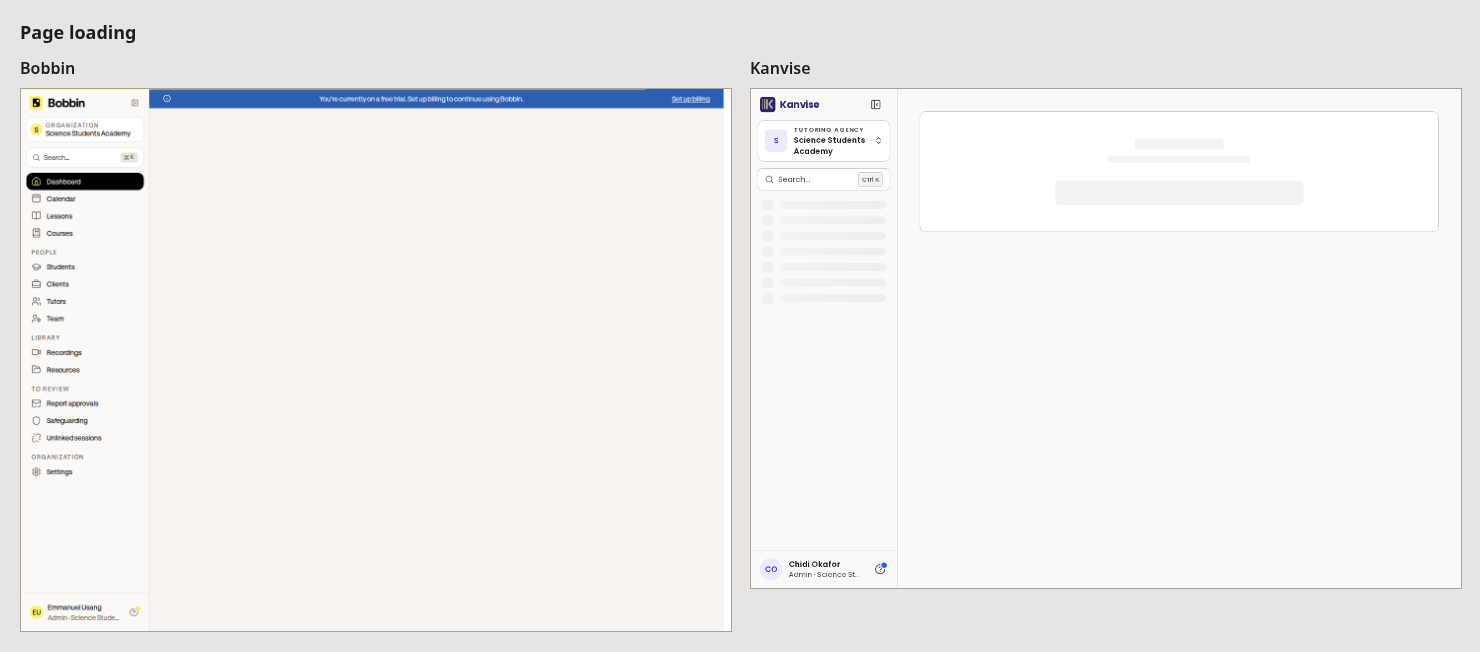 Page loading
Bobbin
Bobbin
ORGANIZATION
S
Science Students Academy
Search...
⌘K
Dashboard
Calendar
Lessons
Courses
PEOPLE
Students
Clients
Tutors
Team
LIBRARY
Recordings
Resources
TO REVIEW
Report approvals
Safeguarding
Unlinked sessions
ORGANIZATION
Settings
EU
Emmanuel Usang
Admin · Science Stude...
You're currently on a free trial. Set up billing to continue using Bobbin.
Set up billing
Kanvise
Kanvise
TUTORING AGENCY
S
Science Students
Academy
Search...
Ctrl K
CO
Chidi Okafor
Admin · Science St...